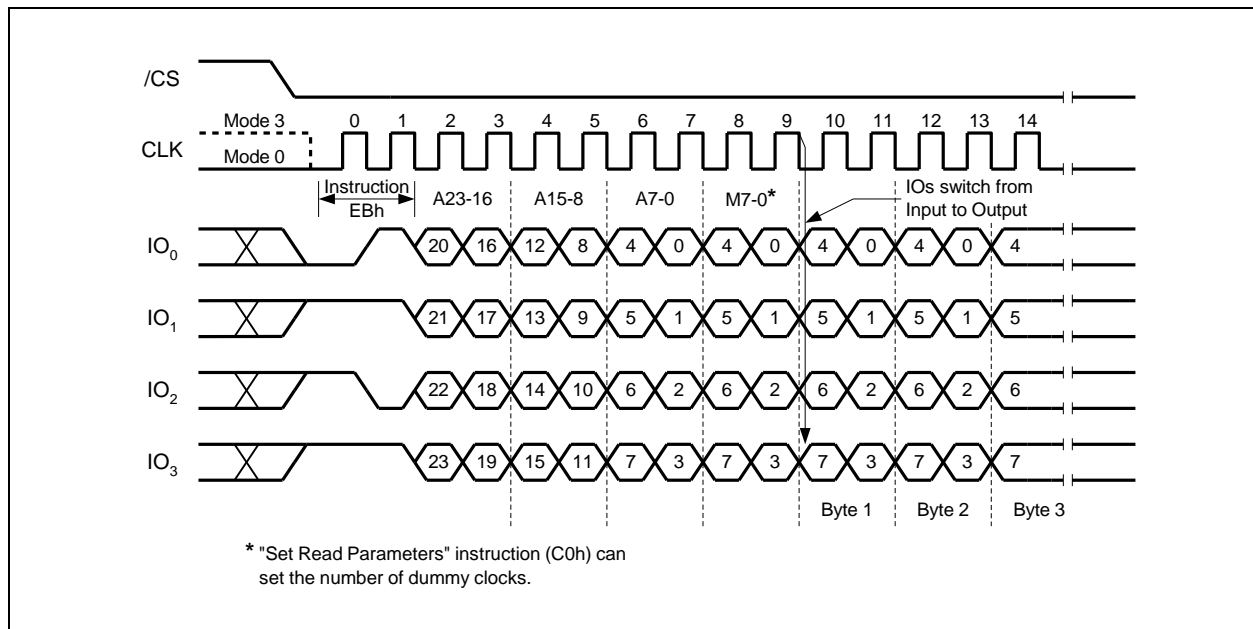 /CS
Mode 3 0 1 2 3 4 5 6 7 8 9 10 11 12 13 14
CLK
Mode 0
Instruction A23-16 A15-8 A7-0 M7-0* IOs switch from
EBh Input to Output
IO0 20 16 12 8 4 0 4 0 4 0 4 0 4
IO1 21 17 13 9 5 1 5 1 5 1 5 1 5
IO2 22 18 14 10 6 2 6 2 6 2 6 2 6
IO3 23 19 15 11 7 3 7 3 7 3 7 3 7
Byte 1 Byte 2 Byte 3
* "Set Read Parameters" instruction (C0h) can
set the number of dummy clocks.